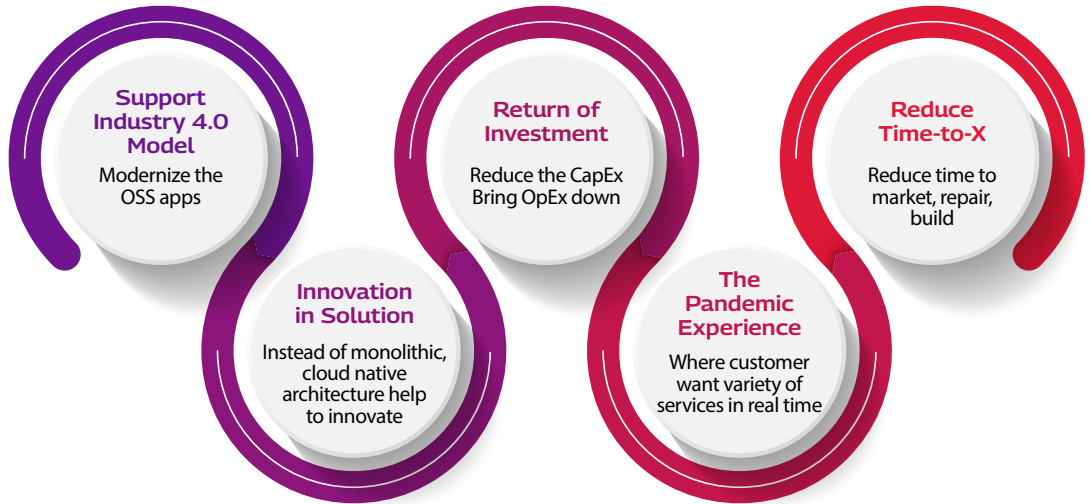 Support
Industry 4.0
Model
Modernize the
OSS apps
Innovation
in Solution
Instead of monolithic,
cloud native
architecture help
to innovate
Return of
Investment
Reduce the CapEx
Bring OpEx down
The
Pandemic
Experience
Where customer
want variety of
services in real time
Reduce
Time-to-X
Reduce time to
market, repair,
build